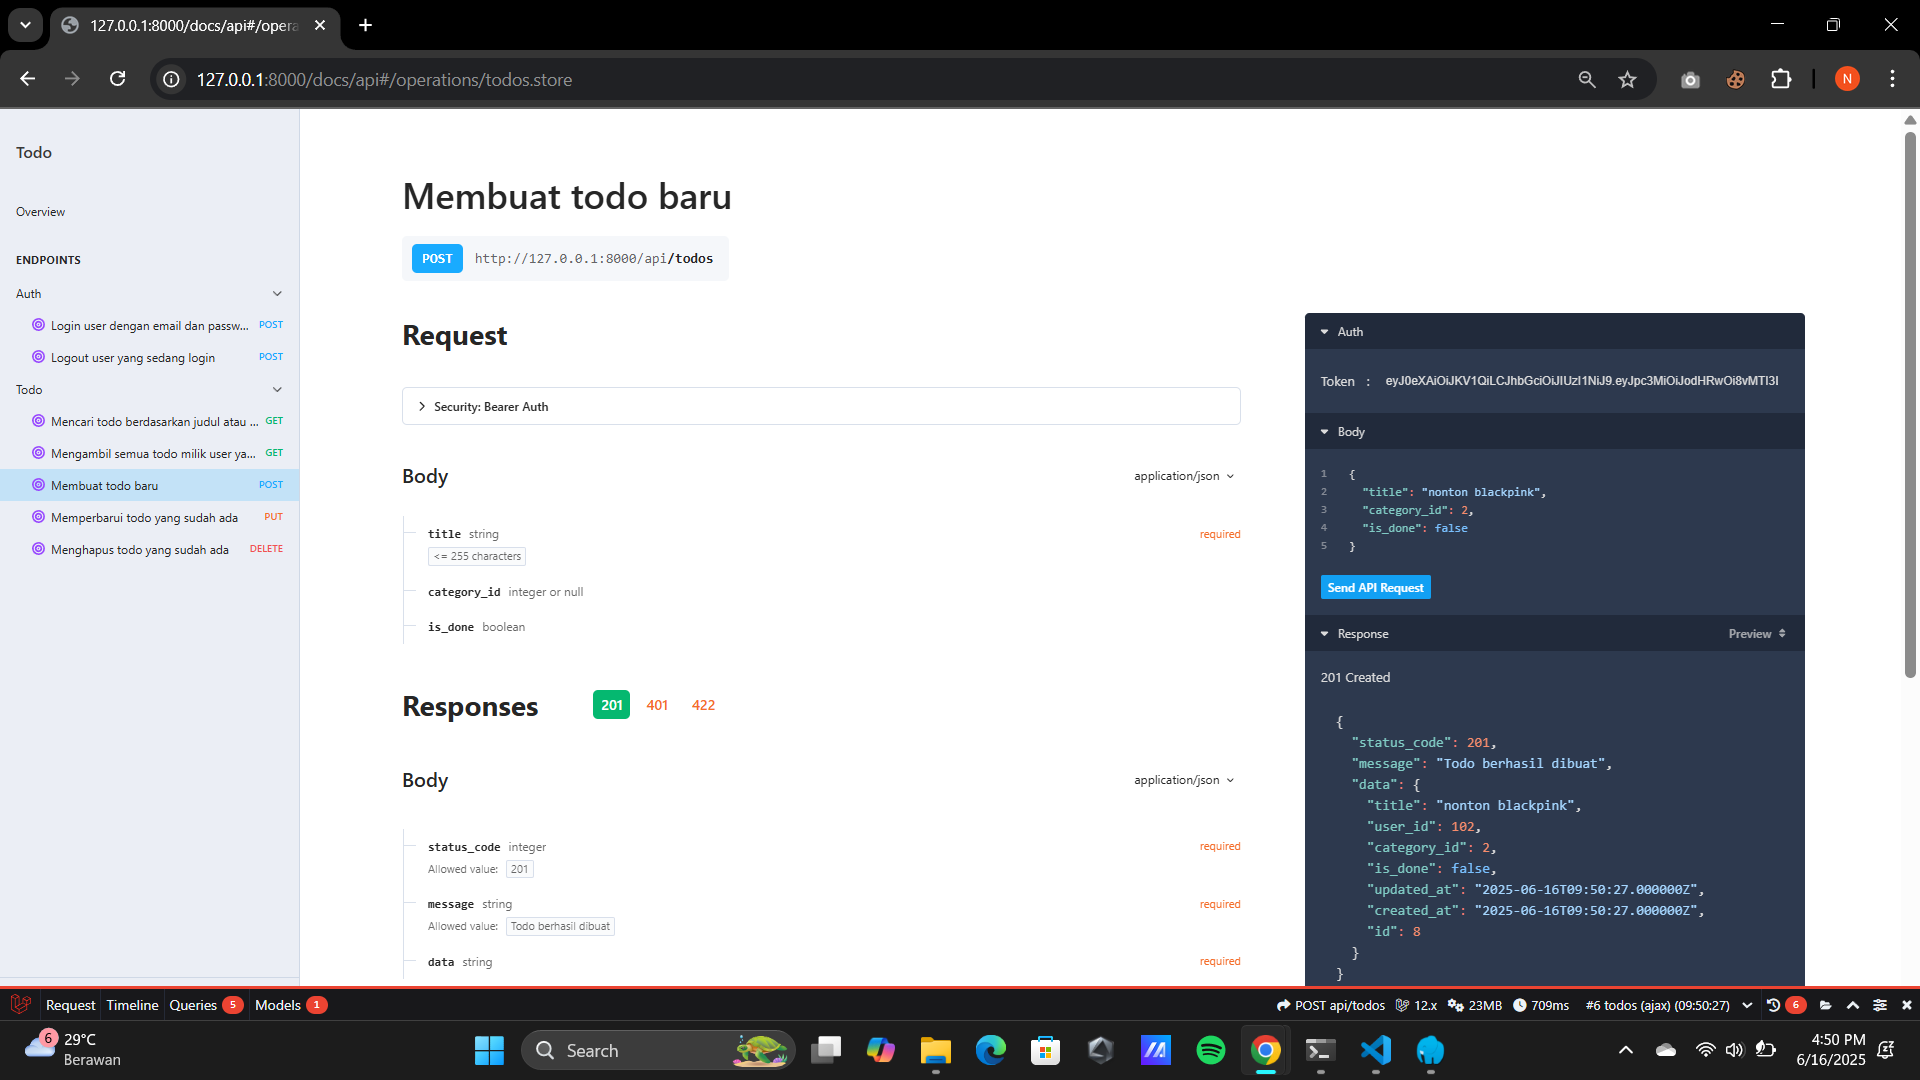 127.0.0.1:8000/docs/api#/opera
127.0.0.1:8000/docs/api#/operations/todos.store
N
Todo
Overview
ENDPOINTS
Auth
Login user dengan email dan passw... POST
Logout user yang sedang login POST
Todo
Mencari todo berdasarkan judul atau ... GET
Mengambil semua todo milik user ya... GET
Membuat todo baru POST
Memperbarui todo yang sudah ada PUT
Menghapus todo yang sudah ada DELETE
Membuat todo baru
POST http://127.0.0.1:8000/api/todos
Request
Security: Bearer Auth
Body application/json
title string required
<= 255 characters
category_id integer or null
is_done boolean
Responses 201 401 422
Body application/json
status_code integer required
Allowed value: 201
message string required
Allowed value: Todo berhasil dibuat
data string required
Auth
Token : eyJ0eXAiOiJKV1QiLCJhbGciOiJIUzI1NiJ9.eyJpc3MiOiJodHRwOi8vMTI3I
Body
1 {
2 "title": "nonton blackpink",
3 "category_id": 2,
4 "is_done": false
5 }
Send API Request
Response Preview
201 Created
{
"status_code": 201,
"message": "Todo berhasil dibuat",
"data": {
"title": "nonton blackpink",
"user_id": 102,
"category_id": 2,
"is_done": false,
"updated_at": "2025-06-16T09:50:27.000000Z",
"created_at": "2025-06-16T09:50:27.000000Z",
"id": 8
}
}
Request Timeline Queries 5 Models 1 POST api/todos 12.x 23MB 709ms #6 todos (ajax) (09:50:27) 6
6 29°C
Berawan
Search
4:50 PM
6/16/2025